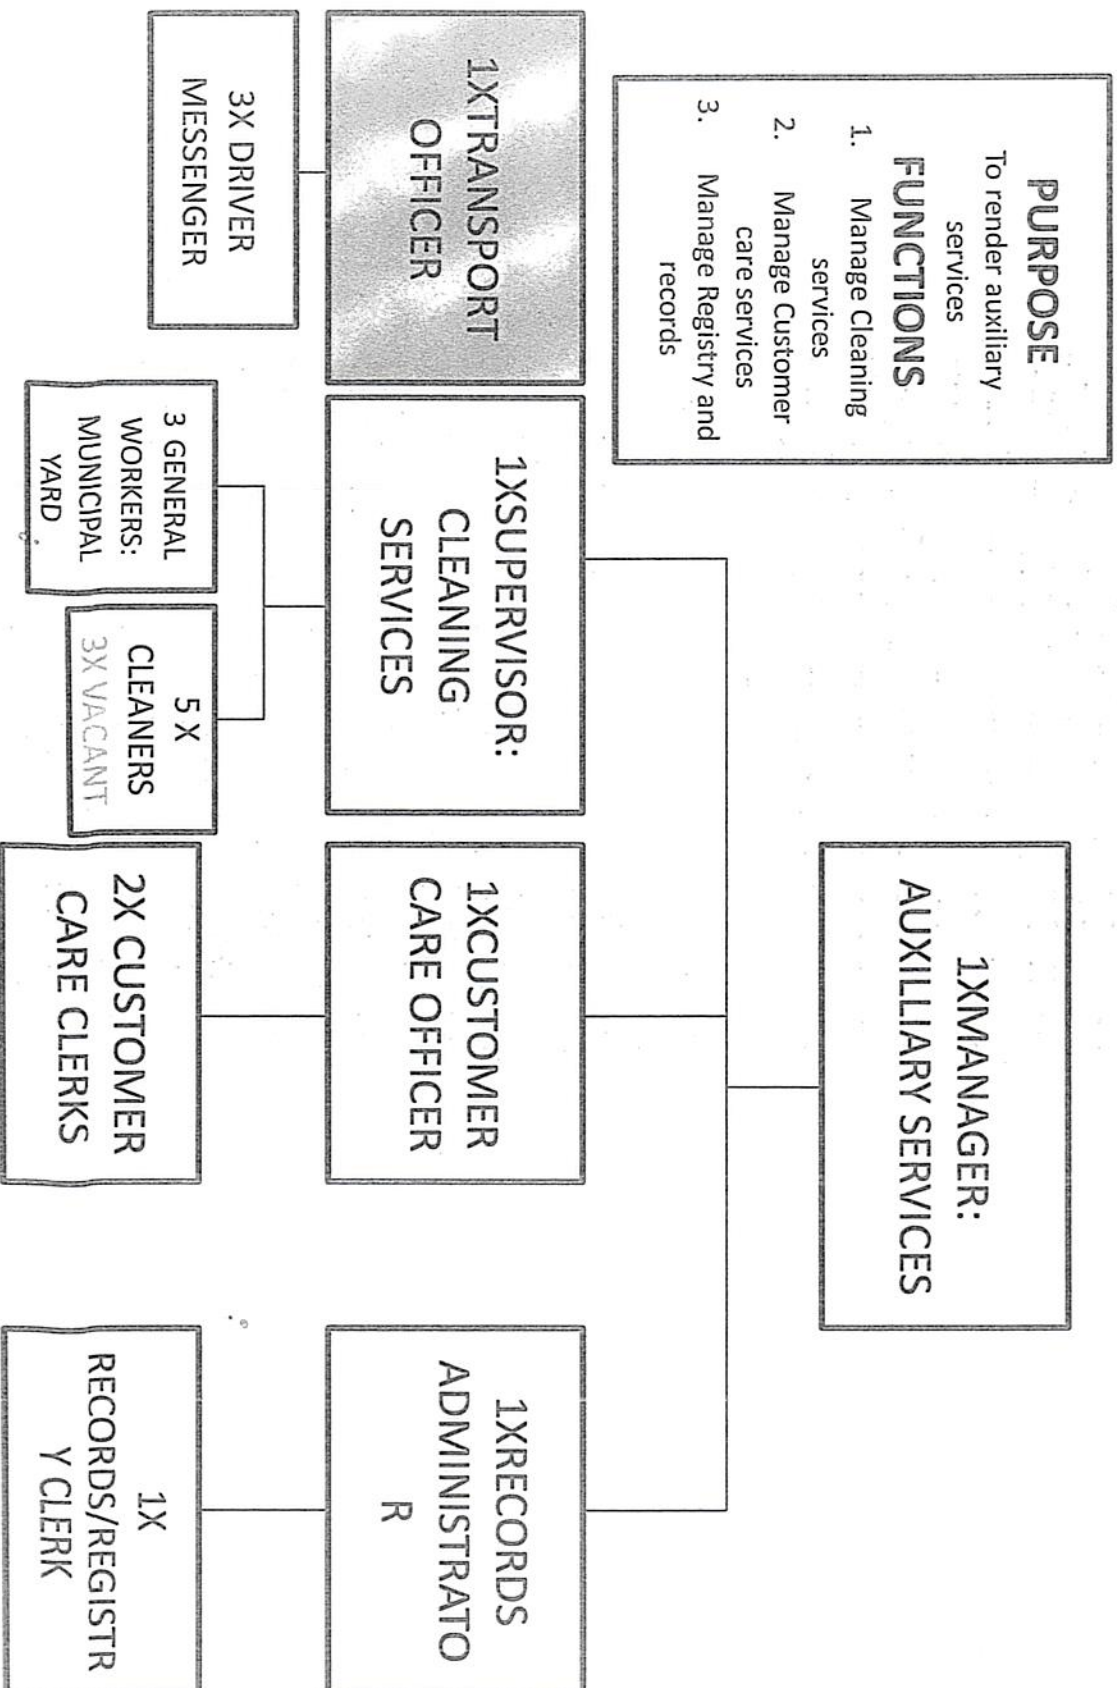 PURPOSE
To render auxiliary
services
FUNCTIONS
1. Manage Cleaning
services
2. Manage Customer
care services
3. Manage Registry and
records
1XMANAGER:
AUXILLIARY SERVICES
1XTRANSPORT
OFFICER
1XSUPERVISOR:
CLEANING
SERVICES
1XCUSTOMER
CARE OFFICER
1XRECORDS
ADMINISTRATO
R
3X DRIVER
MESSENGER
3 GENERAL
WORKERS:
MUNICIPAL
YARD
5 X
CLEANERS
3X VACANT
2X CUSTOMER
CARE CLERKS
1X
RECORDS/REGISTR
Y CLERK